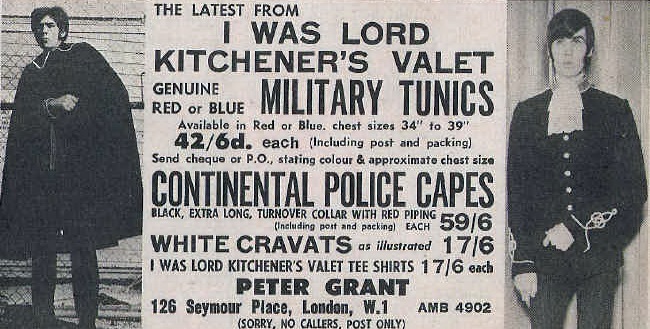 THE LATEST FROM
I WAS LORD
KITCHENER'S VALET
GENUINE
RED or BLUE MILITARY TUNICS
Available in Red or Blue. chest sizes 34" to 39"
42/6d. each (Including post and packing)
Send cheque or P.O., stating colour & approximate chest size
CONTINENTAL POLICE CAPES
BLACK, EXTRA LONG, TURNOVER COLLAR WITH RED PIPING
(Including post and packing) EACH 59/6
WHITE CRAVATS as illustrated 17/6
I WAS LORD KITCHENER'S VALET TEE SHIRTS 17/6 each
PETER GRANT
126 Seymour Place, London, W.1 AMB 4902
(SORRY, NO CALLERS, POST ONLY)